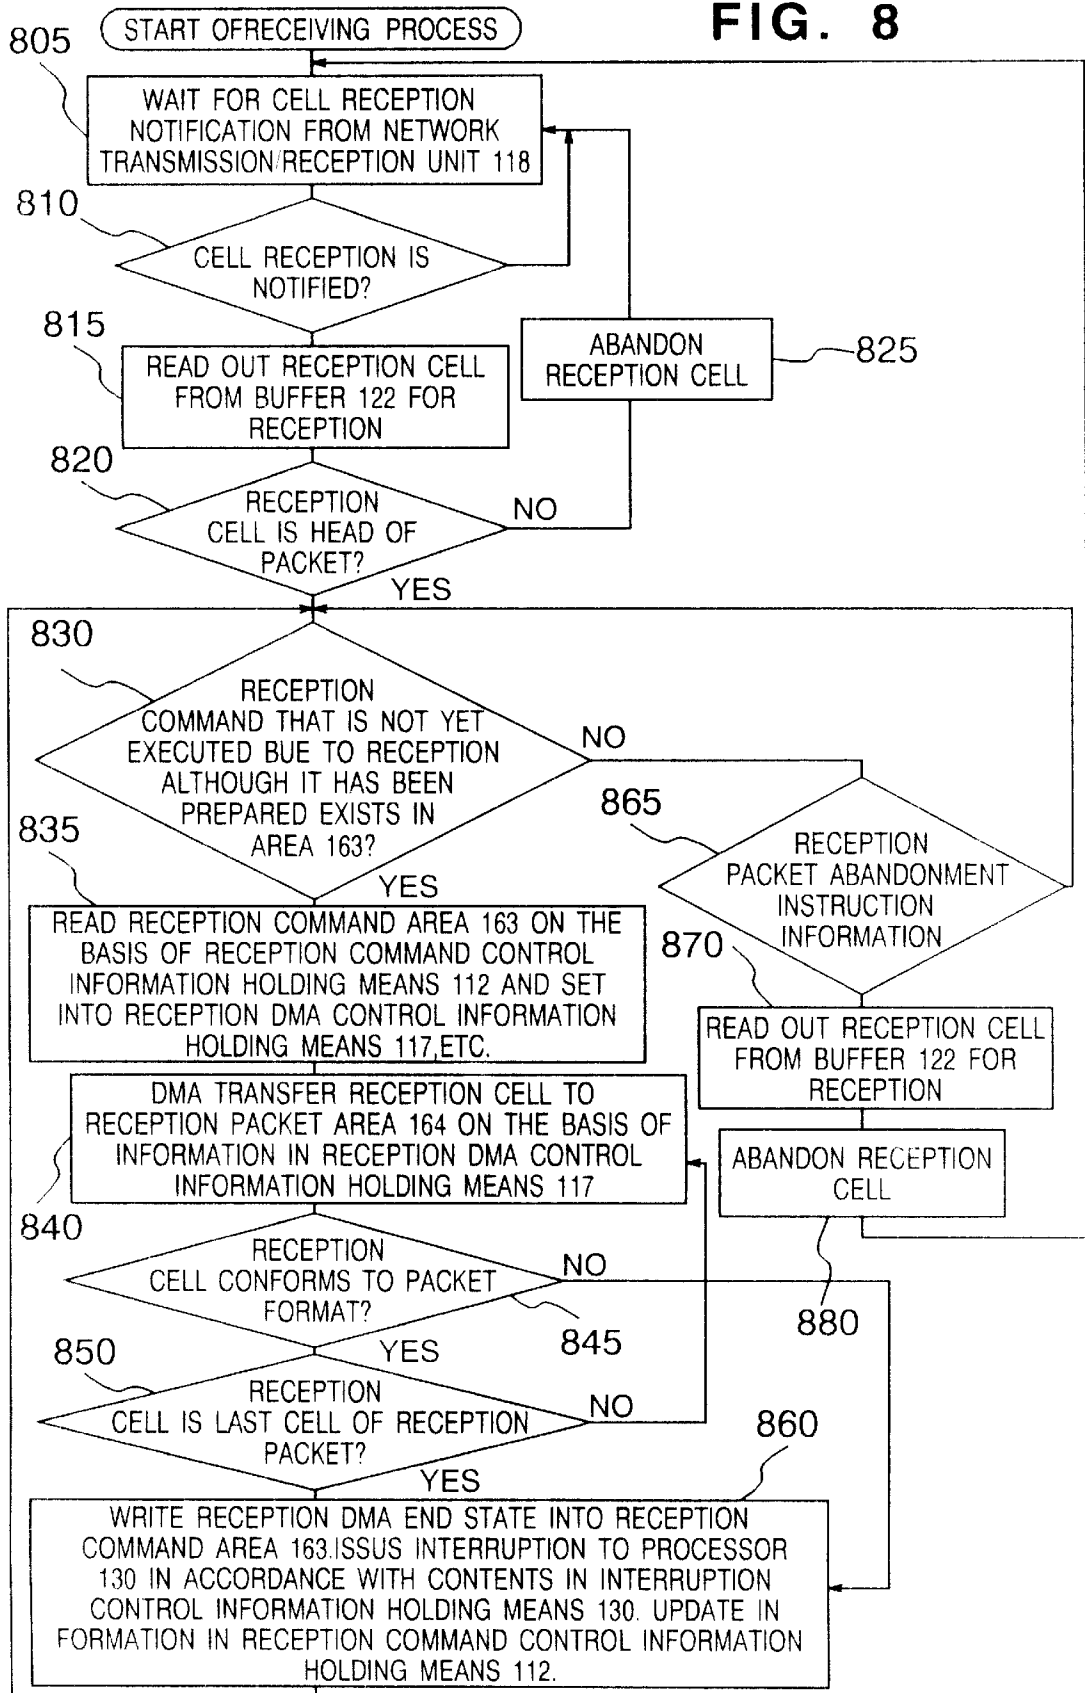 FIG. 8
START OFRECEIVING PROCESS
805
WAIT FOR CELL RECEPTION
NOTIFICATION FROM NETWORK
TRANSMISSION/RECEPTION UNIT 118
810
CELL RECEPTION IS
NOTIFIED?
815
READ OUT RECEPTION CELL
FROM BUFFER 122 FOR
RECEPTION
ABANDON
RECEPTION CELL
825
820
RECEPTION
CELL IS HEAD OF
PACKET?
NO
YES
830
RECEPTION
COMMAND THAT IS NOT YET
EXECUTED BUE TO RECEPTION
ALTHOUGH IT HAS BEEN
PREPARED EXISTS IN
AREA 163?
NO
YES
865
RECEPTION
PACKET ABANDONMENT
INSTRUCTION
INFORMATION
835
READ RECEPTION COMMAND AREA 163 ON THE
BASIS OF RECEPTION COMMAND CONTROL
INFORMATION HOLDING MEANS 112 AND SET
INTO RECEPTION DMA CONTROL INFORMATION
HOLDING MEANS 117,ETC.
870
READ OUT RECEPTION CELL
FROM BUFFER 122 FOR
RECEPTION
DMA TRANSFER RECEPTION CELL TO
RECEPTION PACKET AREA 164 ON THE BASIS OF
INFORMATION IN RECEPTION DMA CONTROL
INFORMATION HOLDING MEANS 117
840
ABANDON RECEPTION
CELL
880
RECEPTION
CELL CONFORMS TO PACKET
FORMAT?
NO
845
YES
850
RECEPTION
CELL IS LAST CELL OF RECEPTION
PACKET?
NO
YES
860
WRITE RECEPTION DMA END STATE INTO RECEPTION
COMMAND AREA 163.ISSUS INTERRUPTION TO PROCESSOR
130 IN ACCORDANCE WITH CONTENTS IN INTERRUPTION
CONTROL INFORMATION HOLDING MEANS 130. UPDATE IN
FORMATION IN RECEPTION COMMAND CONTROL INFORMATION
HOLDING MEANS 112.